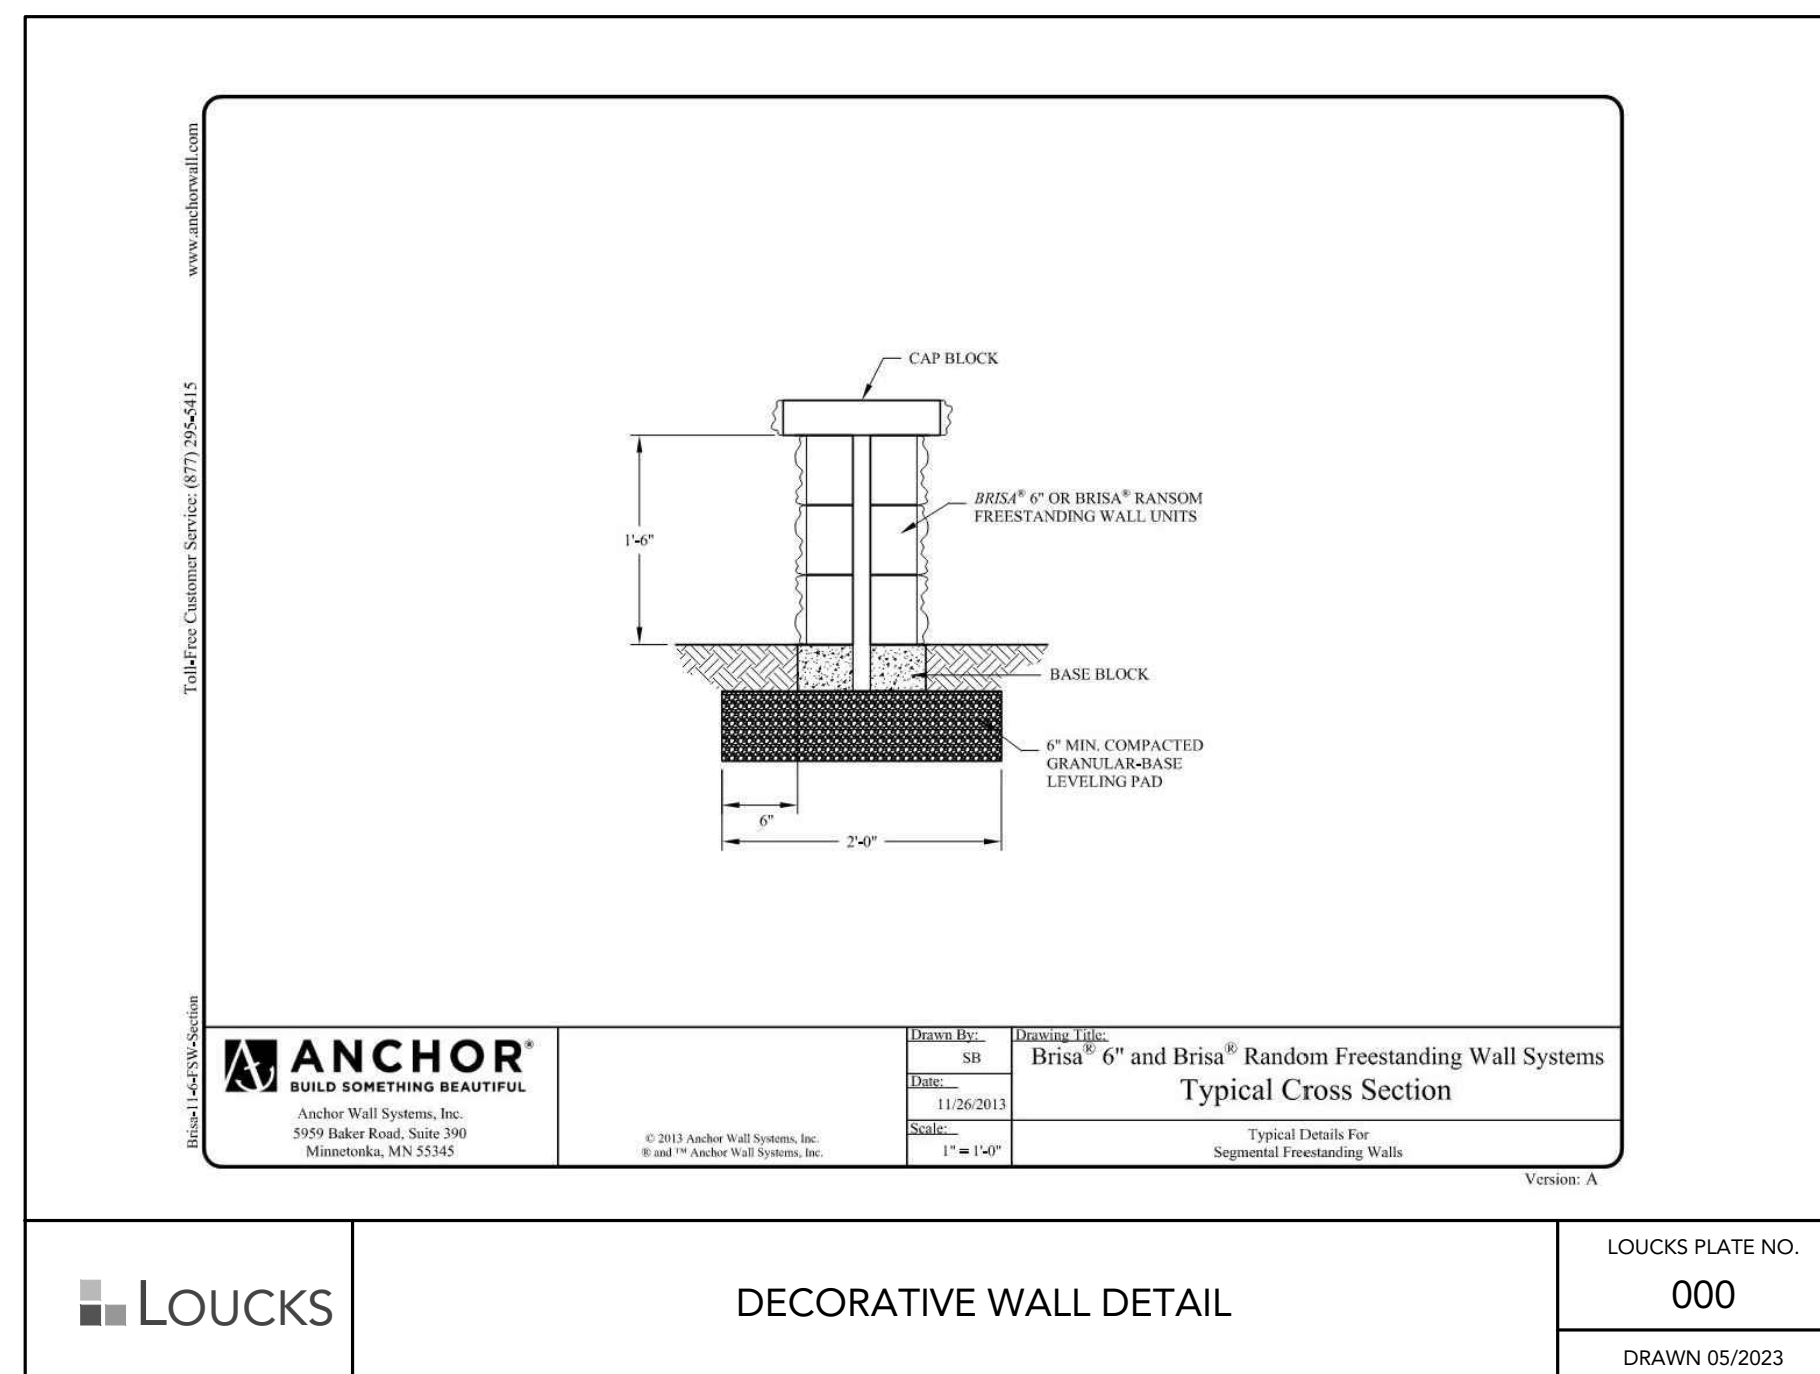 www.anchorwall.com
Toll-Free Customer Service: (877) 295-5415
Brisa-11-6-FSW-Section
CAP BLOCK
BRISA® 6" OR BRISA® RANSOM
FREESTANDING WALL UNITS
1'-6"
BASE BLOCK
6" MIN. COMPACTED
GRANULAR-BASE
LEVELING PAD
6"
2'-0"
ANCHOR®
BUILD SOMETHING BEAUTIFUL
Anchor Wall Systems, Inc.
5959 Baker Road, Suite 390
Minnetonka, MN 55345
© 2013 Anchor Wall Systems, Inc.
® and ™ Anchor Wall Systems, Inc.
Drawn By:
SB
Date:
11/26/2013
Scale:
1" = 1'-0"
Drawing Title:
Brisa® 6" and Brisa® Random Freestanding Wall Systems
Typical Cross Section
Typical Details For
Segmental Freestanding Walls
Version: A
LOUCKS
DECORATIVE WALL DETAIL
LOUCKS PLATE NO.
000
DRAWN 05/2023